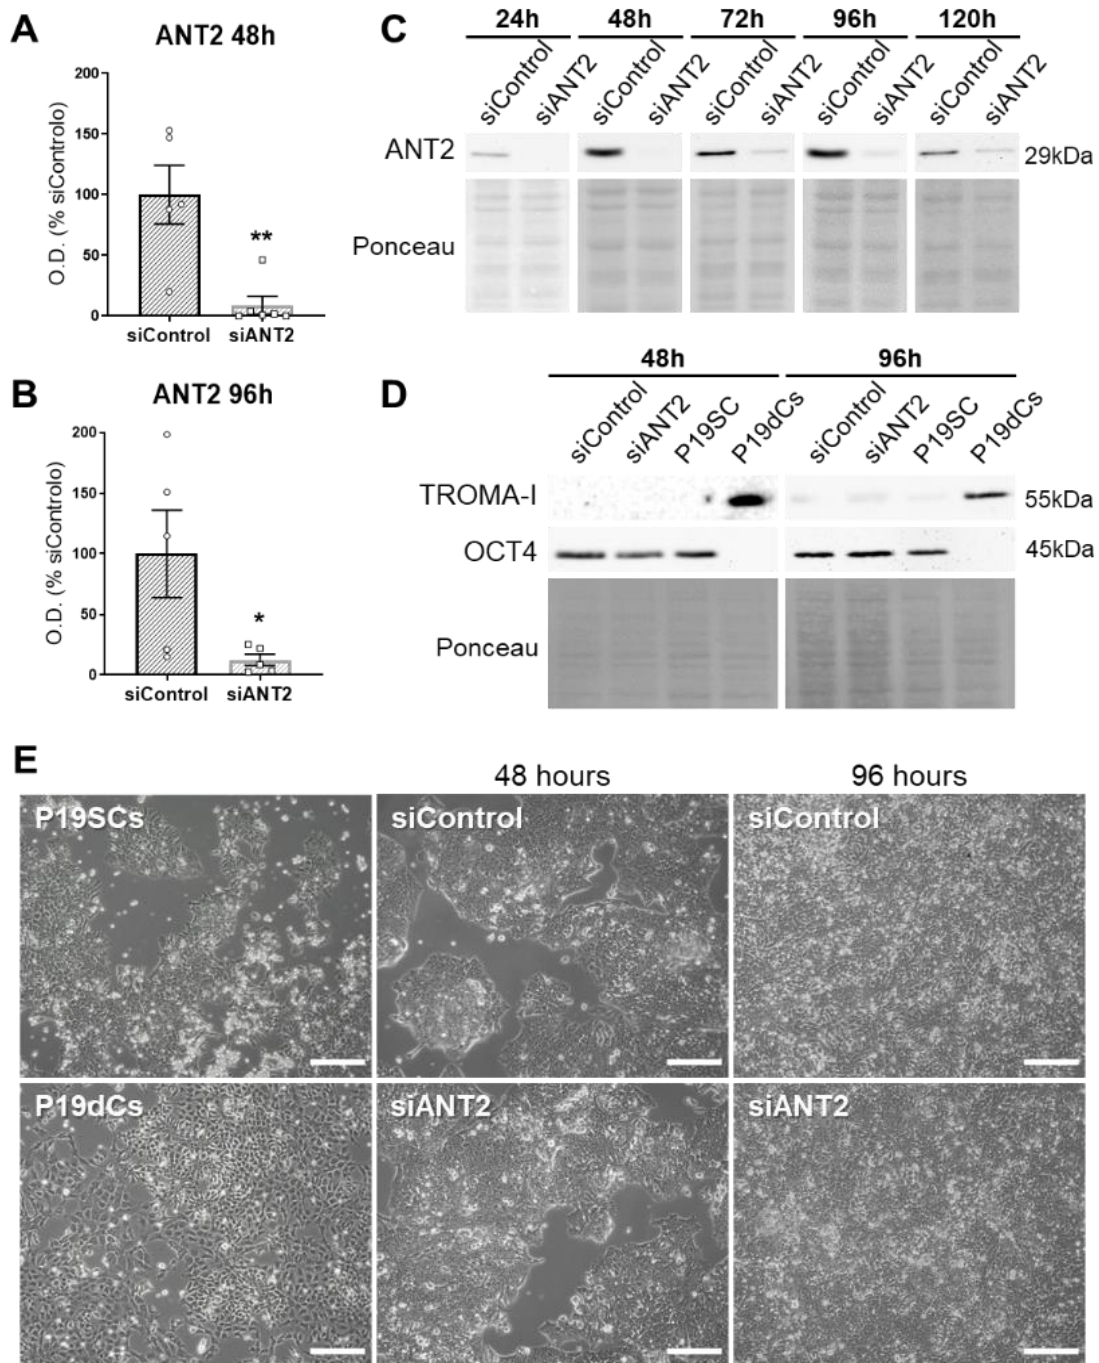 A
ANT2 48h
O.D. (% siControlo)
200
150
100
50
0
**
siControl siANT2
B
ANT2 96h
O.D. (% siControlo)
200
150
100
50
0
*
siControl siANT2
C
24h 48h 72h 96h 120h
siControl siANT2 siControl siANT2 siControl siANT2 siControl siANT2 siControl siANT2
ANT2 29kDa
Ponceau
D
48h 96h
siControl siANT2 P19SC P19dCs siControl siANT2 P19SC P19dCs
TROMA-I 55kDa
OCT4 45kDa
Ponceau
E
48 hours 96 hours
P19SCs siControl siControl
P19dCs siANT2 siANT2